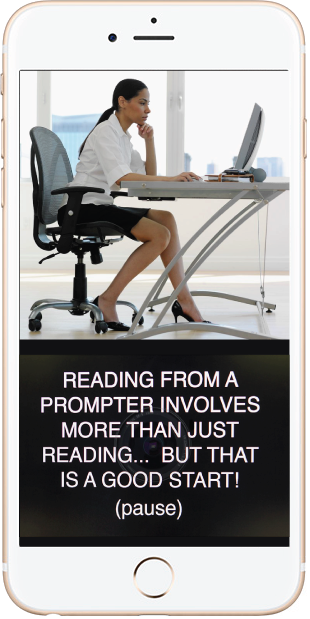 READING FROM A
PROMPTER INVOLVES
MORE THAN JUST
READING... BUT THAT
IS A GOOD START!
(pause)